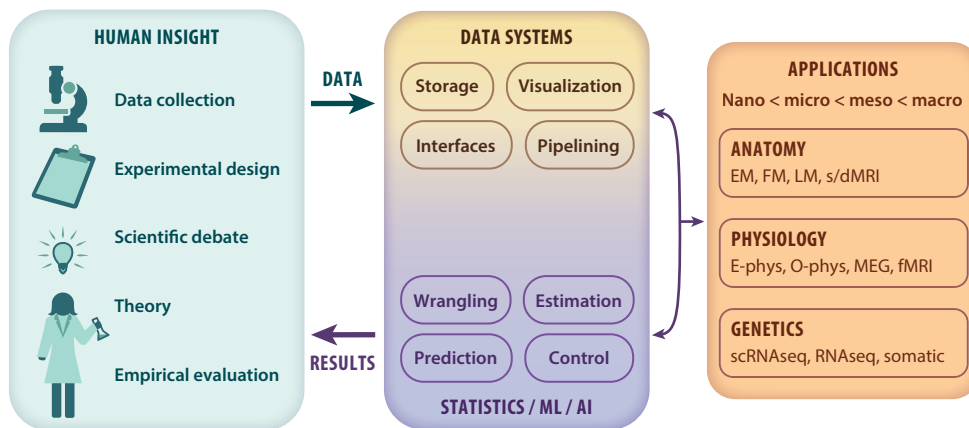 HUMAN INSIGHT
Data collection
Experimental design
Scientific debate
Theory
Empirical evaluation
DATA
RESULTS
DATA SYSTEMS
Storage
Visualization
Interfaces
Pipelining
Wrangling
Estimation
Prediction
Control
STATISTICS / ML / AI
APPLICATIONS
Nano < micro < meso < macro
ANATOMY
EM, FM, LM, s/dMRI
PHYSIOLOGY
E-phys, O-phys, MEG, fMRI
GENETICS
scRNAseq, RNAseq, somatic